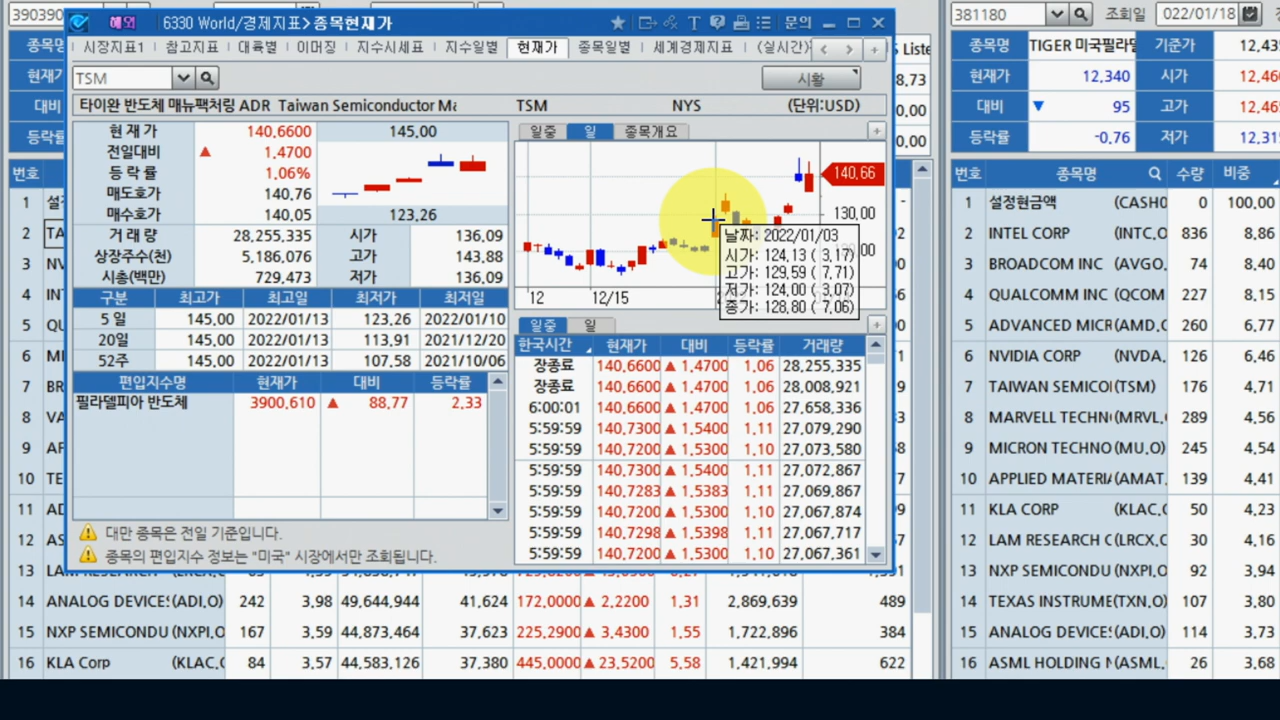 390390
해외 6330 World/경제지표>종목현재가 문의
시장지표1 참고지표 대륙별 이머징 지수시세표 지수일별 현재가 종목일별 세계경제지표 (실시간)
TSM 시황
타이완 반도체 매뉴팩처링 ADR Taiwan Semiconductor Ma TSM NYS (단위:USD)
현재가 140.6600 145.00
전일대비 ▲ 1.4700
등락률 1.06%
매도호가 140.76
매수호가 140.05 123.26
거래량 28,255,335 시가 136.09
상장주수(천) 5,186,076 고가 143.88
시총(백만) 729,473 저가 136.09
구분 최고가 최고일 최저가 최저일
5일 145.00 2022/01/13 123.26 2022/01/10
20일 145.00 2022/01/13 113.91 2021/12/20
52주 145.00 2022/01/13 107.58 2021/10/06
편입지수명 현재가 대비 등락률
필라델피아 반도체 3900.610 ▲ 88.77 2.33
대만 종목은 전일 기준입니다.
종목의 편입지수 정보는 "미국" 시장에서만 조회됩니다.
일중 일 종목개요
140.66
130.00
12 12/15
날짜: 2022/01/03
시가: 124.13 ( 3.17)
고가: 129.59 ( 7.71)
저가: 124.00 ( 3.07)
종가: 128.80 ( 7.06)
일중 일
한국시간 현재가 대비 등락률 거래량
장종료 140.6600 ▲ 1.4700 1.06 28,255,335
장종료 140.6600 ▲ 1.4700 1.06 28,008,921
6:00:01 140.6600 ▲ 1.4700 1.06 27,658,336
5:59:59 140.7300 ▲ 1.5400 1.11 27,079,290
5:59:59 140.7200 ▲ 1.5300 1.10 27,073,580
5:59:59 140.7300 ▲ 1.5400 1.11 27,072,867
5:59:59 140.7283 ▲ 1.5383 1.11 27,069,867
5:59:59 140.7200 ▲ 1.5300 1.10 27,067,874
5:59:59 140.7298 ▲ 1.5398 1.11 27,067,717
5:59:59 140.7200 ▲ 1.5300 1.10 27,067,361
14 ANALOG DEVICES (ADI.O) 242 3.98 49,644,944 41,624 172.0000 ▲ 2.2200 1.31 2,869,639 489
15 NXP SEMICONDU (NXPI.O 167 3.59 44,873,464 37,623 225.2900 ▲ 3.4300 1.55 1,722,896 384
16 KLA Corp (KLAC.O 84 3.57 44,583,126 37,380 445.0000 ▲ 23.5200 5.58 1,421,994 622
381180 조회일 022/01/18
종목명 TIGER 미국필라델 기준가 12,435
현재가 12,340 시가 12,460
대비 ▼ 95 고가 12,465
등락률 -0.76 저가 12,315
번호 종목명 수량 비중
1 설정현금액 (CASH0 0 100.00
2 INTEL CORP (INTC.O 836 8.86
3 BROADCOM INC (AVGO. 74 8.40
4 QUALCOMM INC (QCOM 227 8.15
5 ADVANCED MICR (AMD.O 260 6.77
6 NVIDIA CORP (NVDA. 126 6.46
7 TAIWAN SEMICO (TSM) 176 4.71
8 MARVELL TECHN (MRVL. 289 4.56
9 MICRON TECHNO (MU.O) 245 4.54
10 APPLIED MATERIA (AMAT. 139 4.41
11 KLA CORP (KLAC.O 50 4.23
12 LAM RESEARCH C (LRCX.O 30 4.16
13 NXP SEMICONDU (NXPI.O 92 3.94
14 TEXAS INSTRUME (TXN.O) 107 3.80
15 ANALOG DEVICES (ADI.O) 114 3.73
16 ASML HOLDING N (ASML. 26 3.68